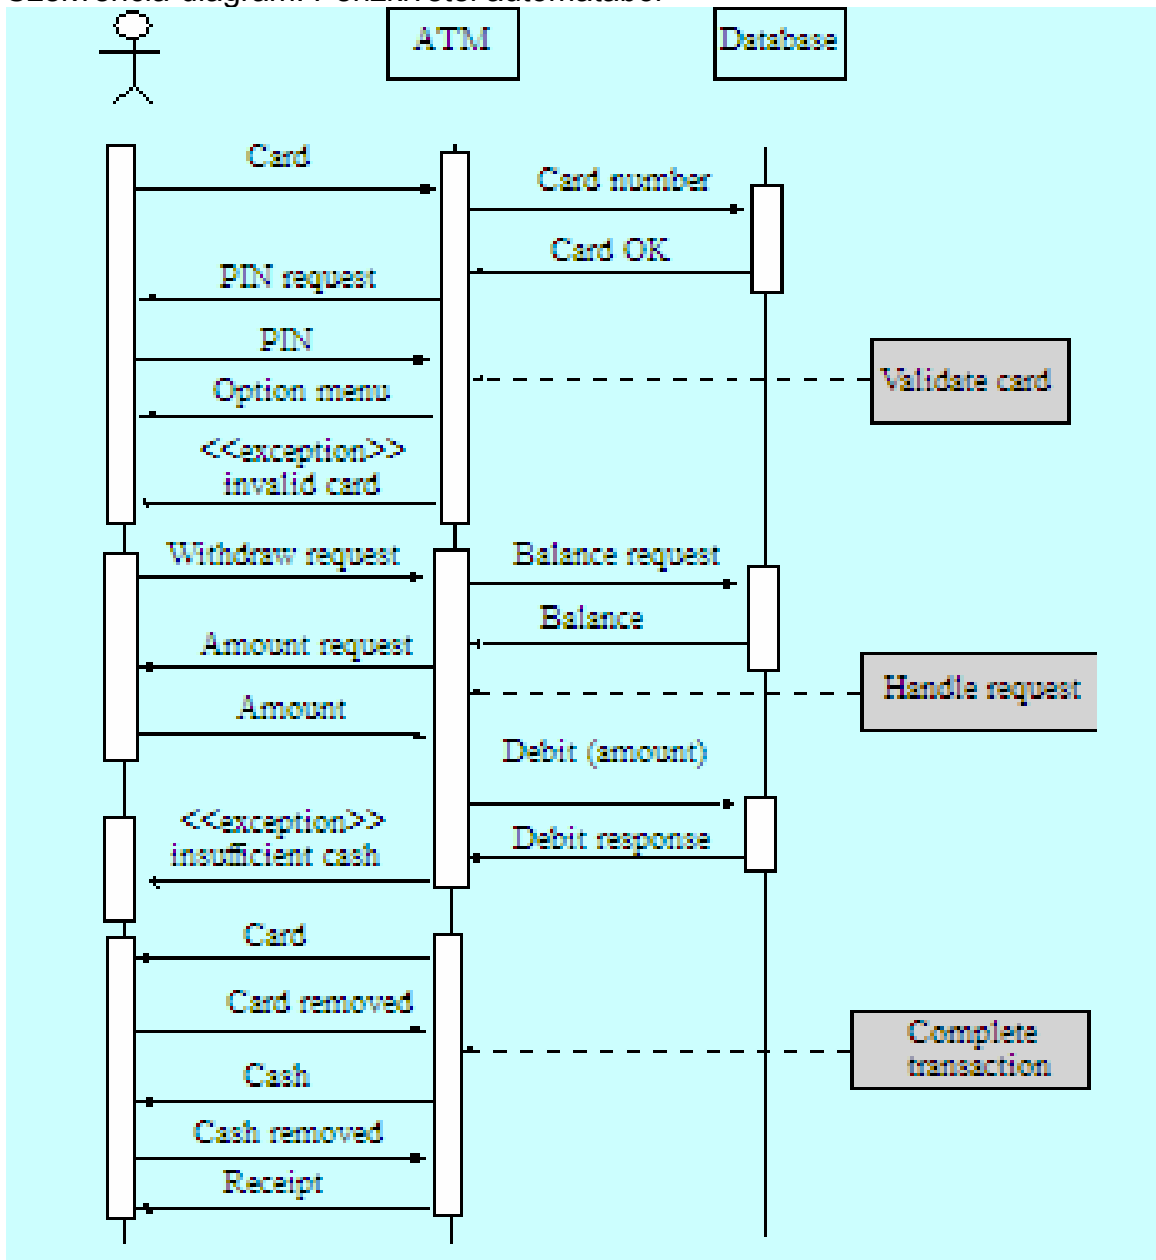 ATM
Database
Card
Card number
Card OK
PIN request
PIN
Validate card
Option menu
<<exception>>
invalid card
Withdraw request
Balance request
Balance
Amount request
Handle request
Amount
Debit (amount)
<<exception>>
insufficient cash
Debit response
Card
Card removed
Complete
transaction
Cash
Cash removed
Receipt